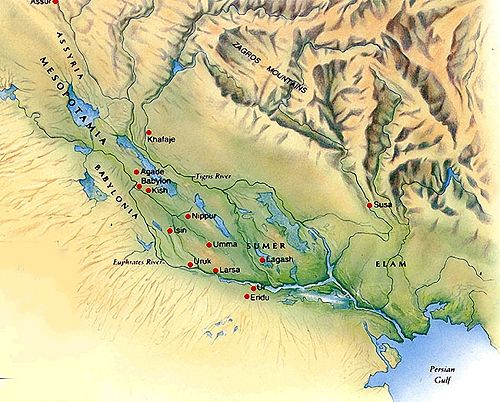 Assur
ASSYRIA
MESOPOTAMIA
ZAGROS MOUNTAINS
Khafaje
Agade
Babylon
Kish
Tigris River
BABYLONIA
Susa
Nippur
Isin
Umma
SUMER
Euphrates River
Uruk
Larsa
Lagash
ELAM
Ur
Eridu
Persian
Gulf